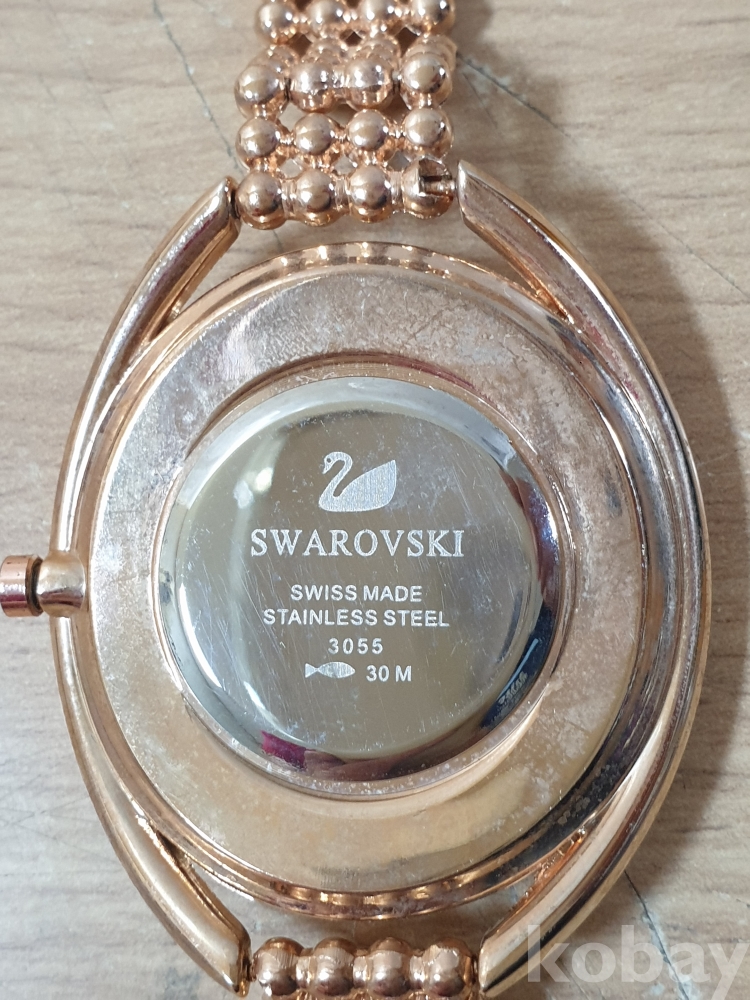 SWAROVSKI
SWISS MADE
STAINLESS STEEL
3055
30 M
kobay